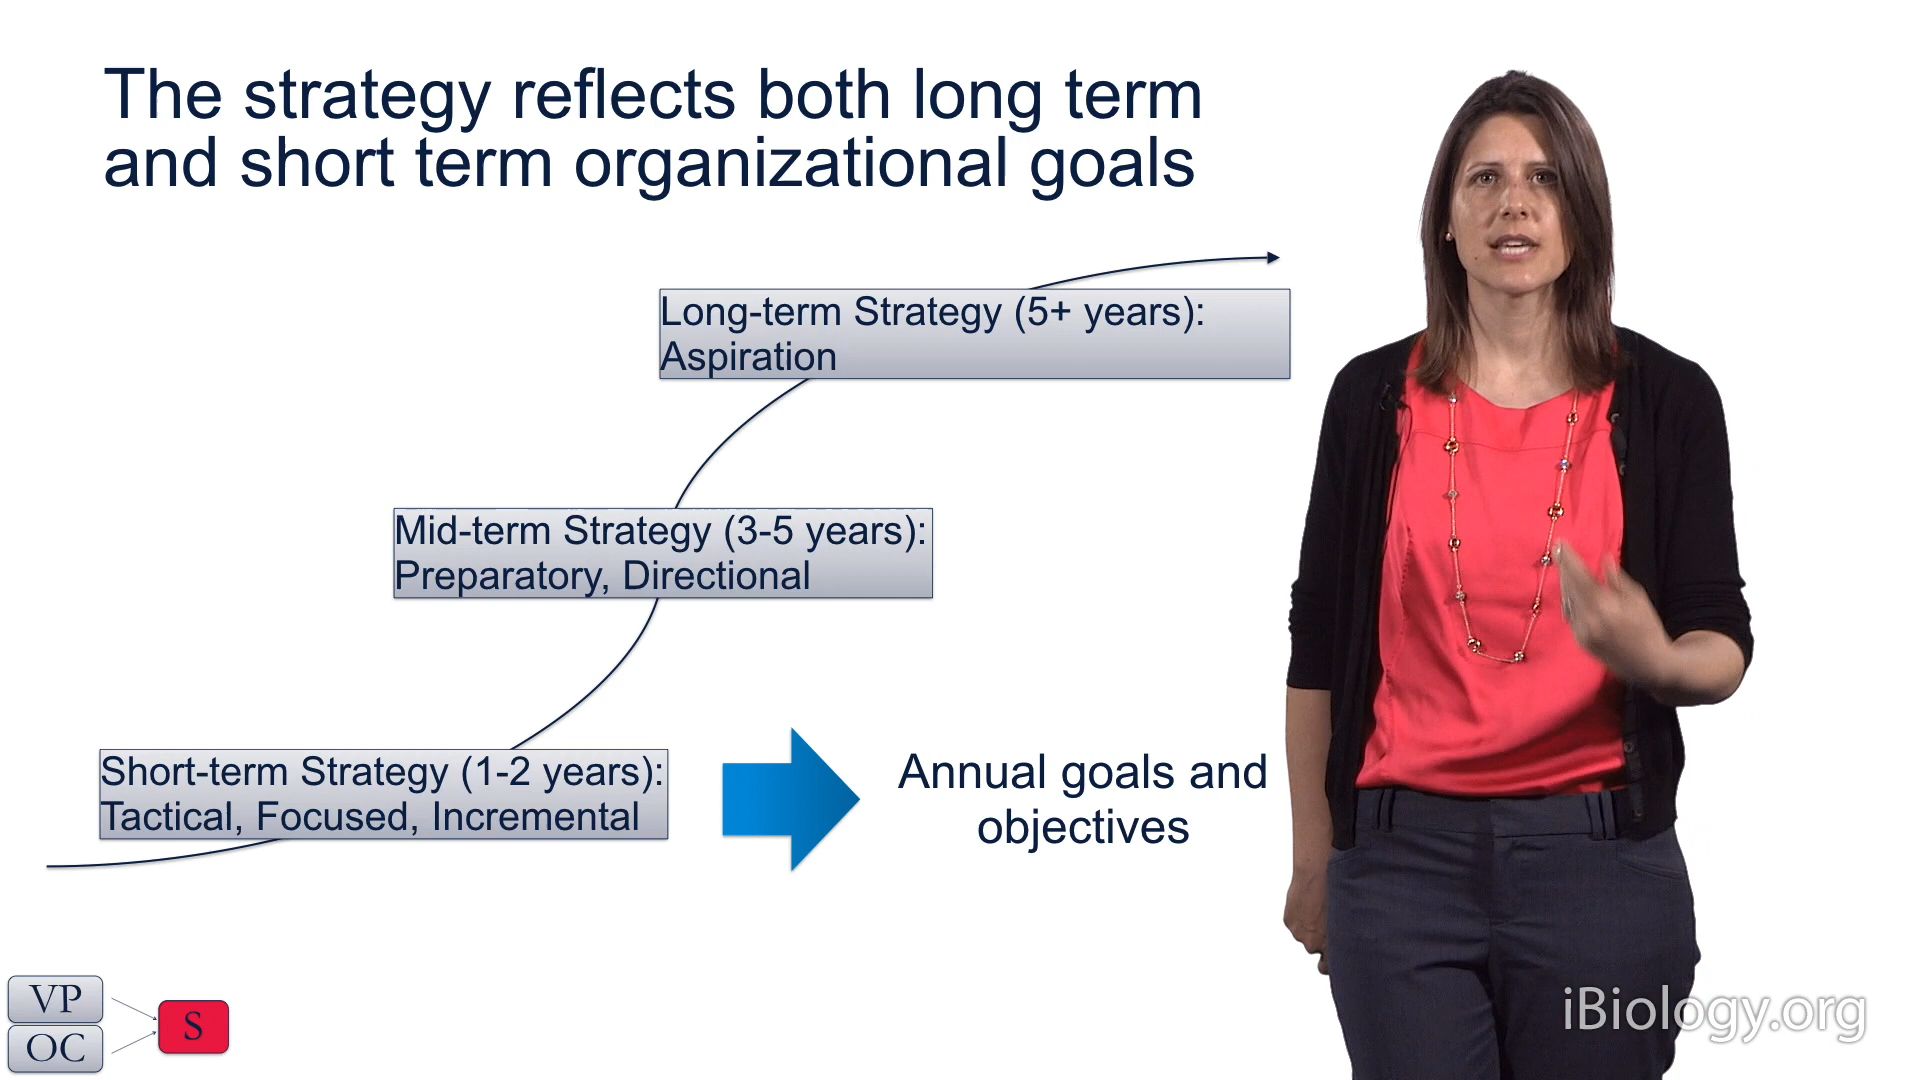 The strategy reflects both long term
and short term organizational goals
Long-term Strategy (5+ years):
Aspiration
Mid-term Strategy (3-5 years):
Preparatory, Directional
Short-term Strategy (1-2 years):
Tactical, Focused, Incremental
Annual goals and
objectives
VP
OC
S
iBiology.org